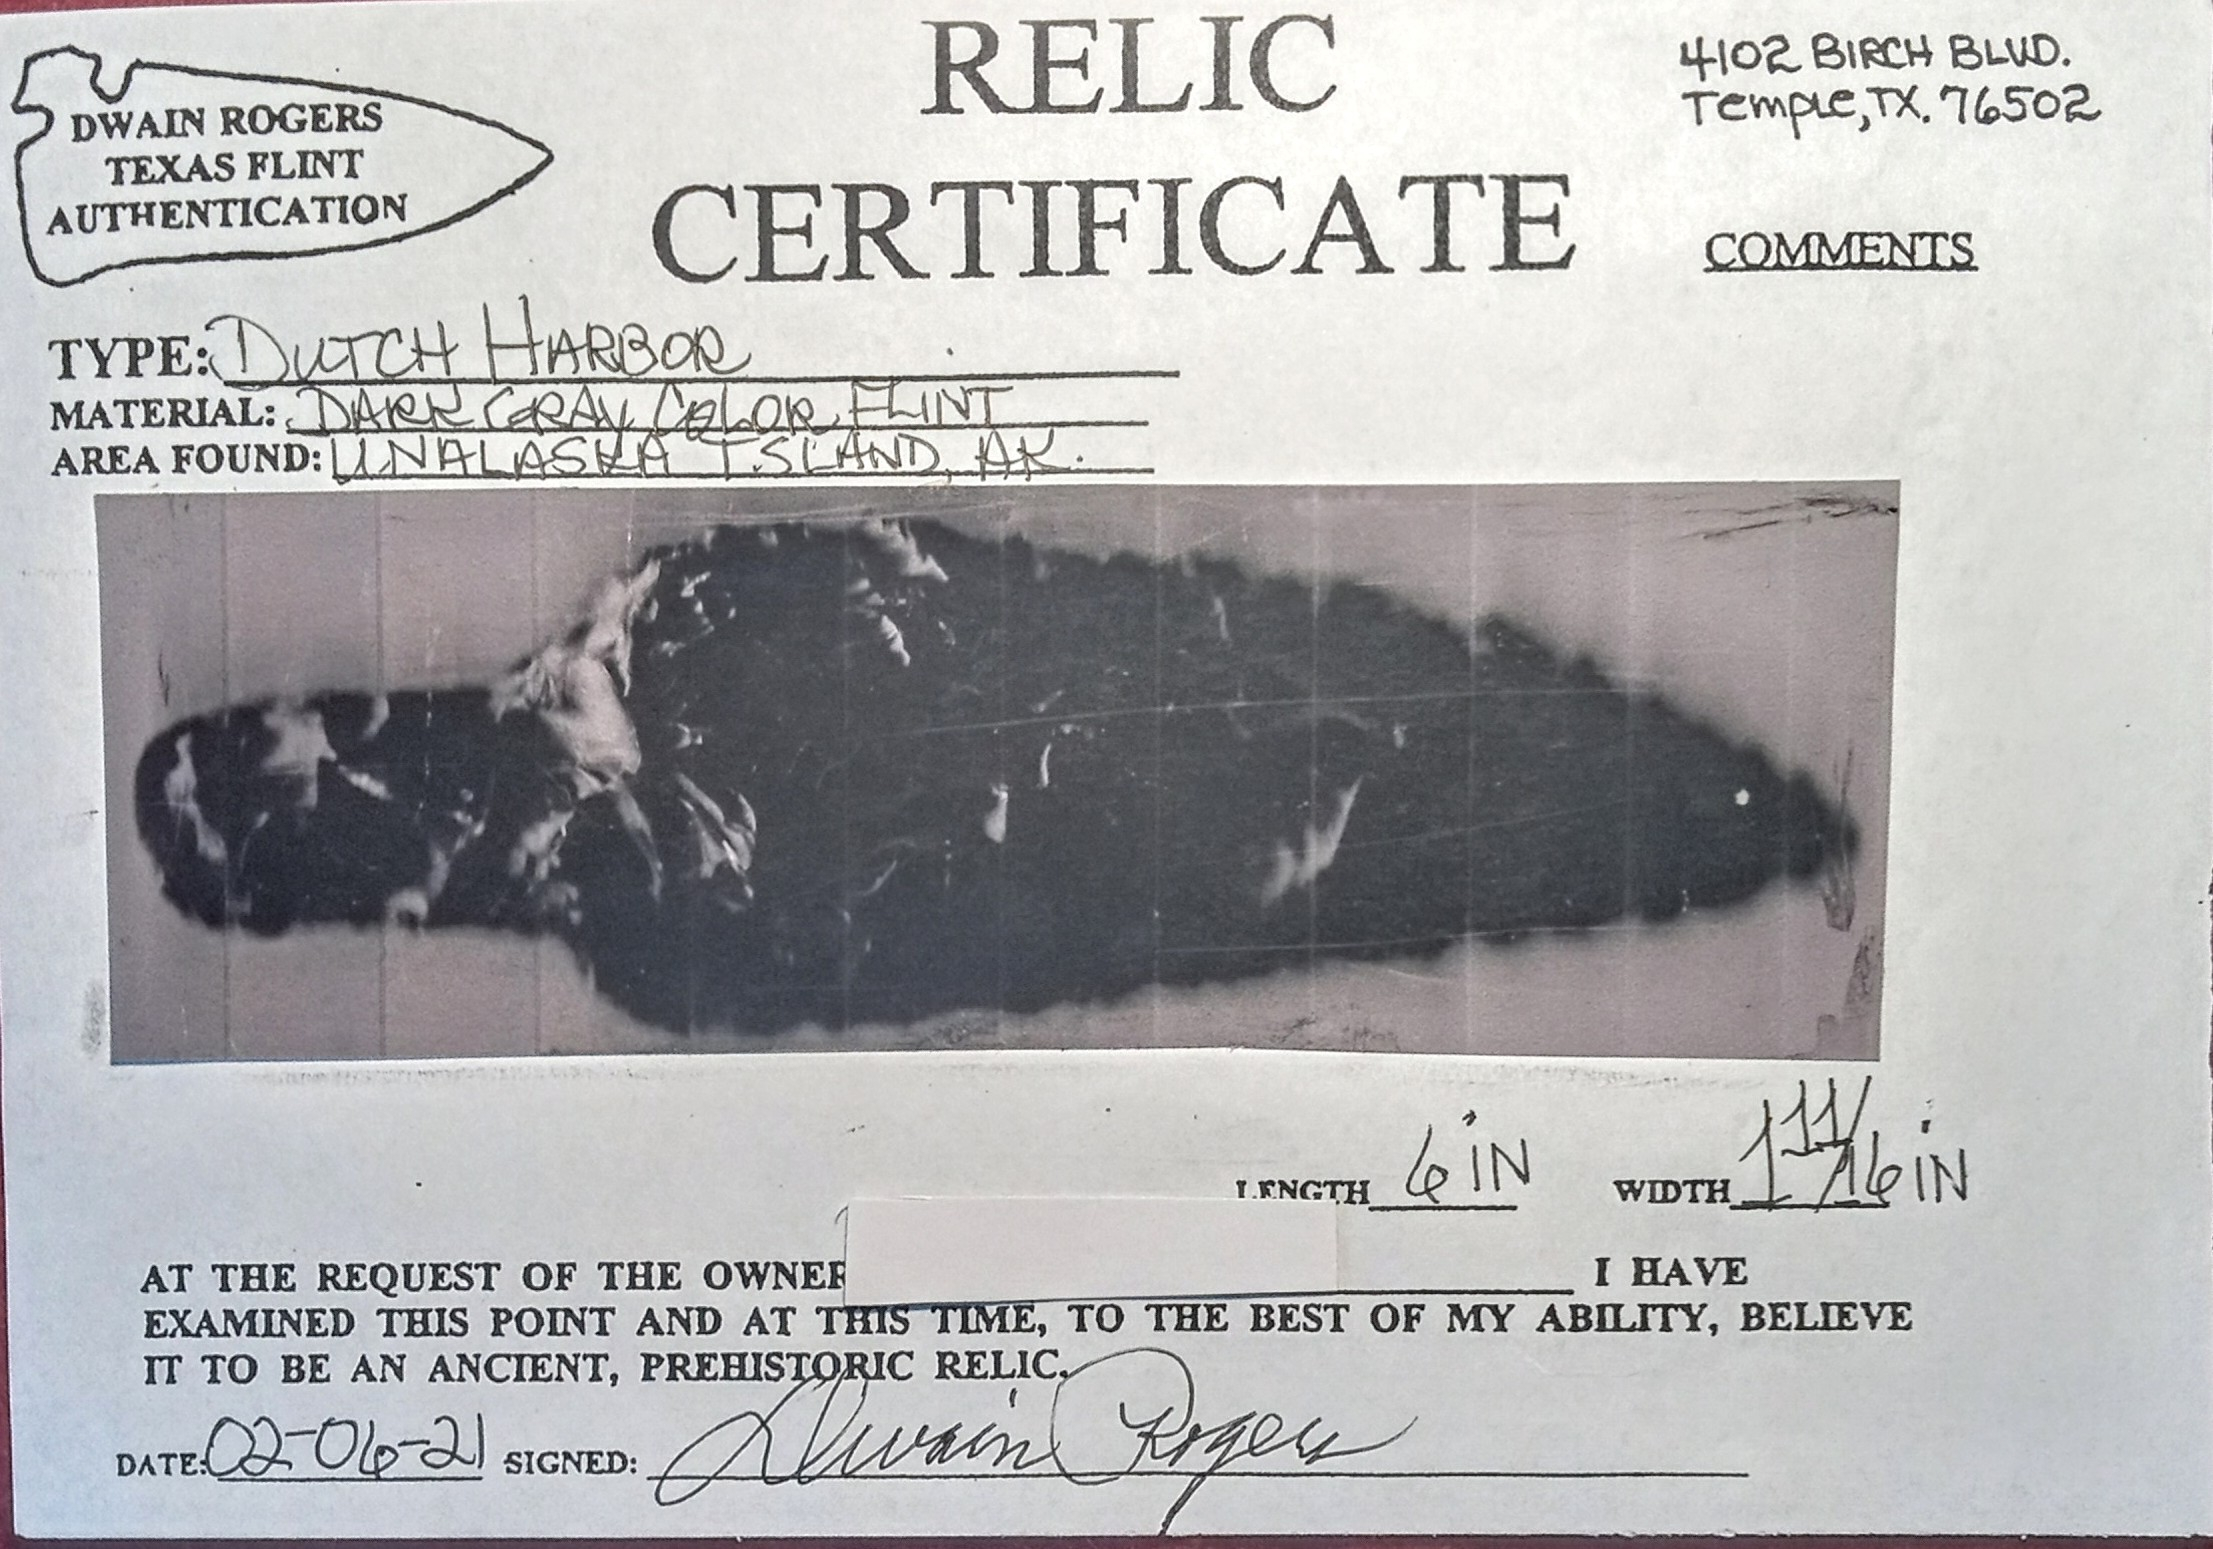 DWAIN ROGERS
TEXAS FLINT
AUTHENTICATION
RELIC
CERTIFICATE
4102 BIRCH BLVD.
Temple, TX. 76502
COMMENTS
TYPE: DUTCH HARBOR
MATERIAL: DARK GRAY COLOR FLINT
AREA FOUND: UNALASKA ISLAND, AK.
LENGTH 6 IN WIDTH 1 11/16 IN
AT THE REQUEST OF THE OWNER I HAVE
EXAMINED THIS POINT AND AT THIS TIME, TO THE BEST OF MY ABILITY, BELIEVE
IT TO BE AN ANCIENT, PREHISTORIC RELIC.
DATE: 02-06-21 SIGNED: Dwain Rogers